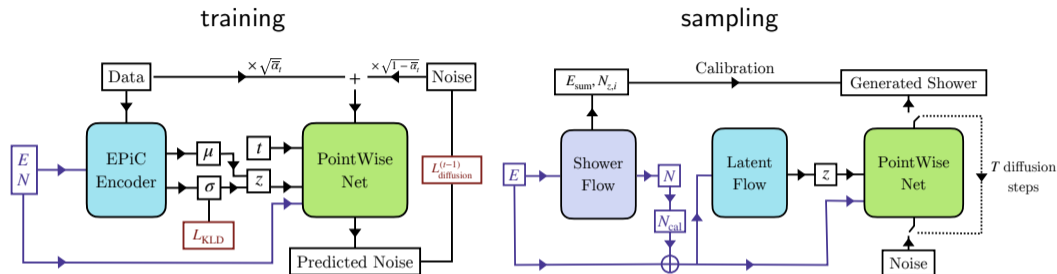 training
Data
× √ᾱₜ
+
× √1 − ᾱₜ
Noise
E
N
EPiC
Encoder
μ
σ
z
t
PointWise
Net
L⁽ᵗ⁻¹⁾diffusion
L_KLD
Predicted Noise
sampling
E_sum, N_z,i
Calibration
Generated Shower
E
Shower
Flow
N
N_cal
Latent
Flow
z
PointWise
Net
T diffusion
steps
Noise